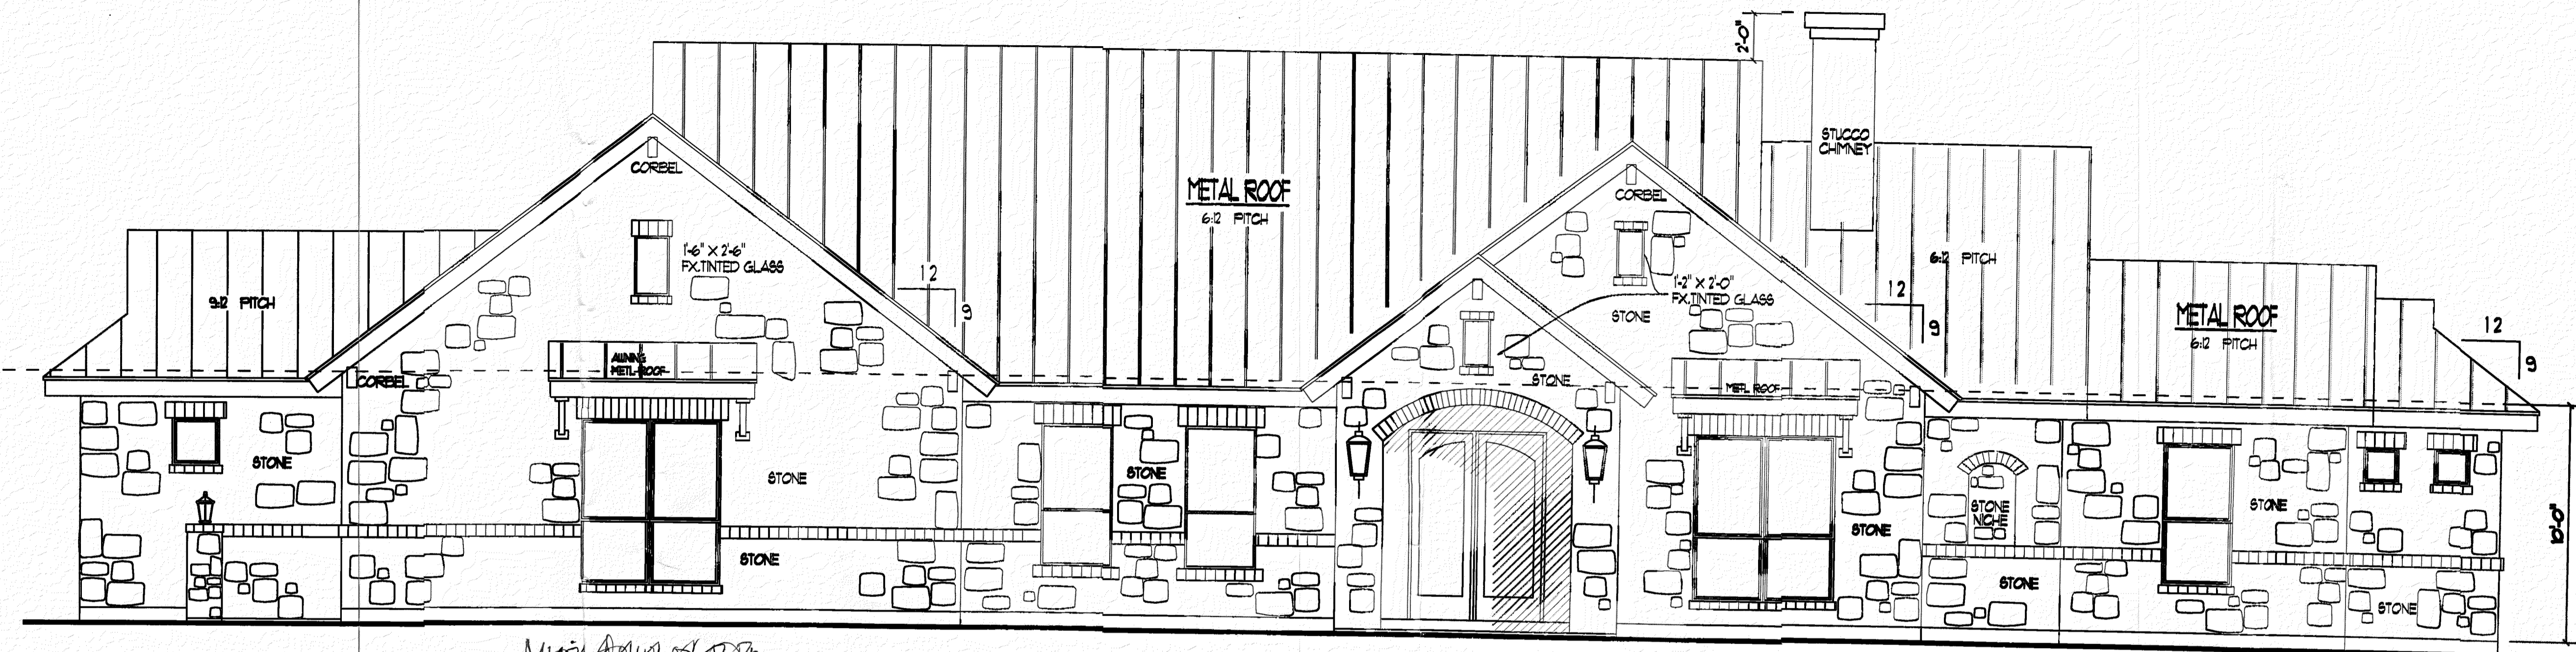 2'-0"
STUCCO
CHIMNEY
CORBEL
METAL ROOF
6:12 PITCH
CORBEL
1'-6" X 2'-6"
FX.TINTED GLASS
6:12 PITCH
12
9
12
9
1'-2" X 2'-0"
FX.TINTED GLASS
STONE
9:12 PITCH
METAL ROOF
6:12 PITCH
12
9
AWNING
METL ROOF
CORBEL
STONE
METL ROOF
STONE
STONE
STONE
STONE
STONE
NICHE
STONE
STONE
10'-0"
STONE
STONE
STONE